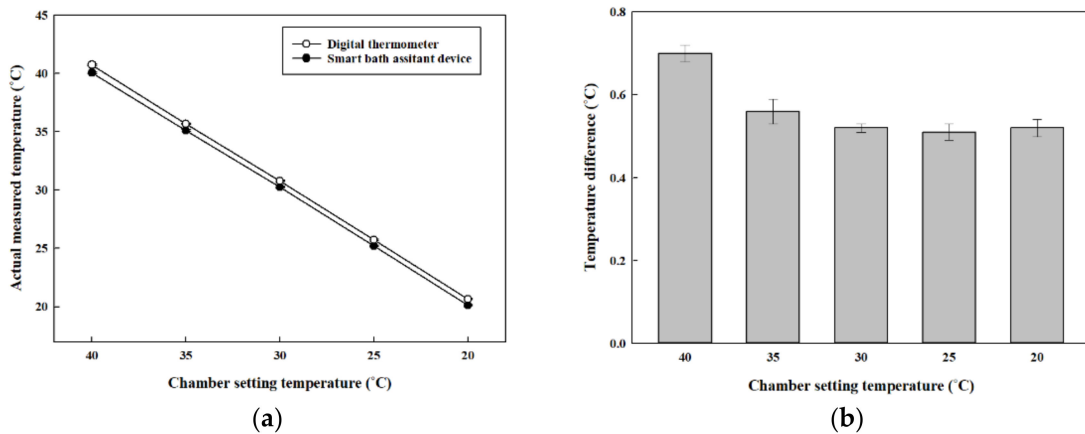 45
40
35
30
25
20
Actual measured temperature (°C)
Digital thermometer
Smart bath assitant device
40 35 30 25 20
Chamber setting temperature (°C)
(a)
0.8
0.6
0.4
0.2
0.0
Temperature difference (°C)
40 35 30 25 20
Chamber setting temperature (°C)
(b)